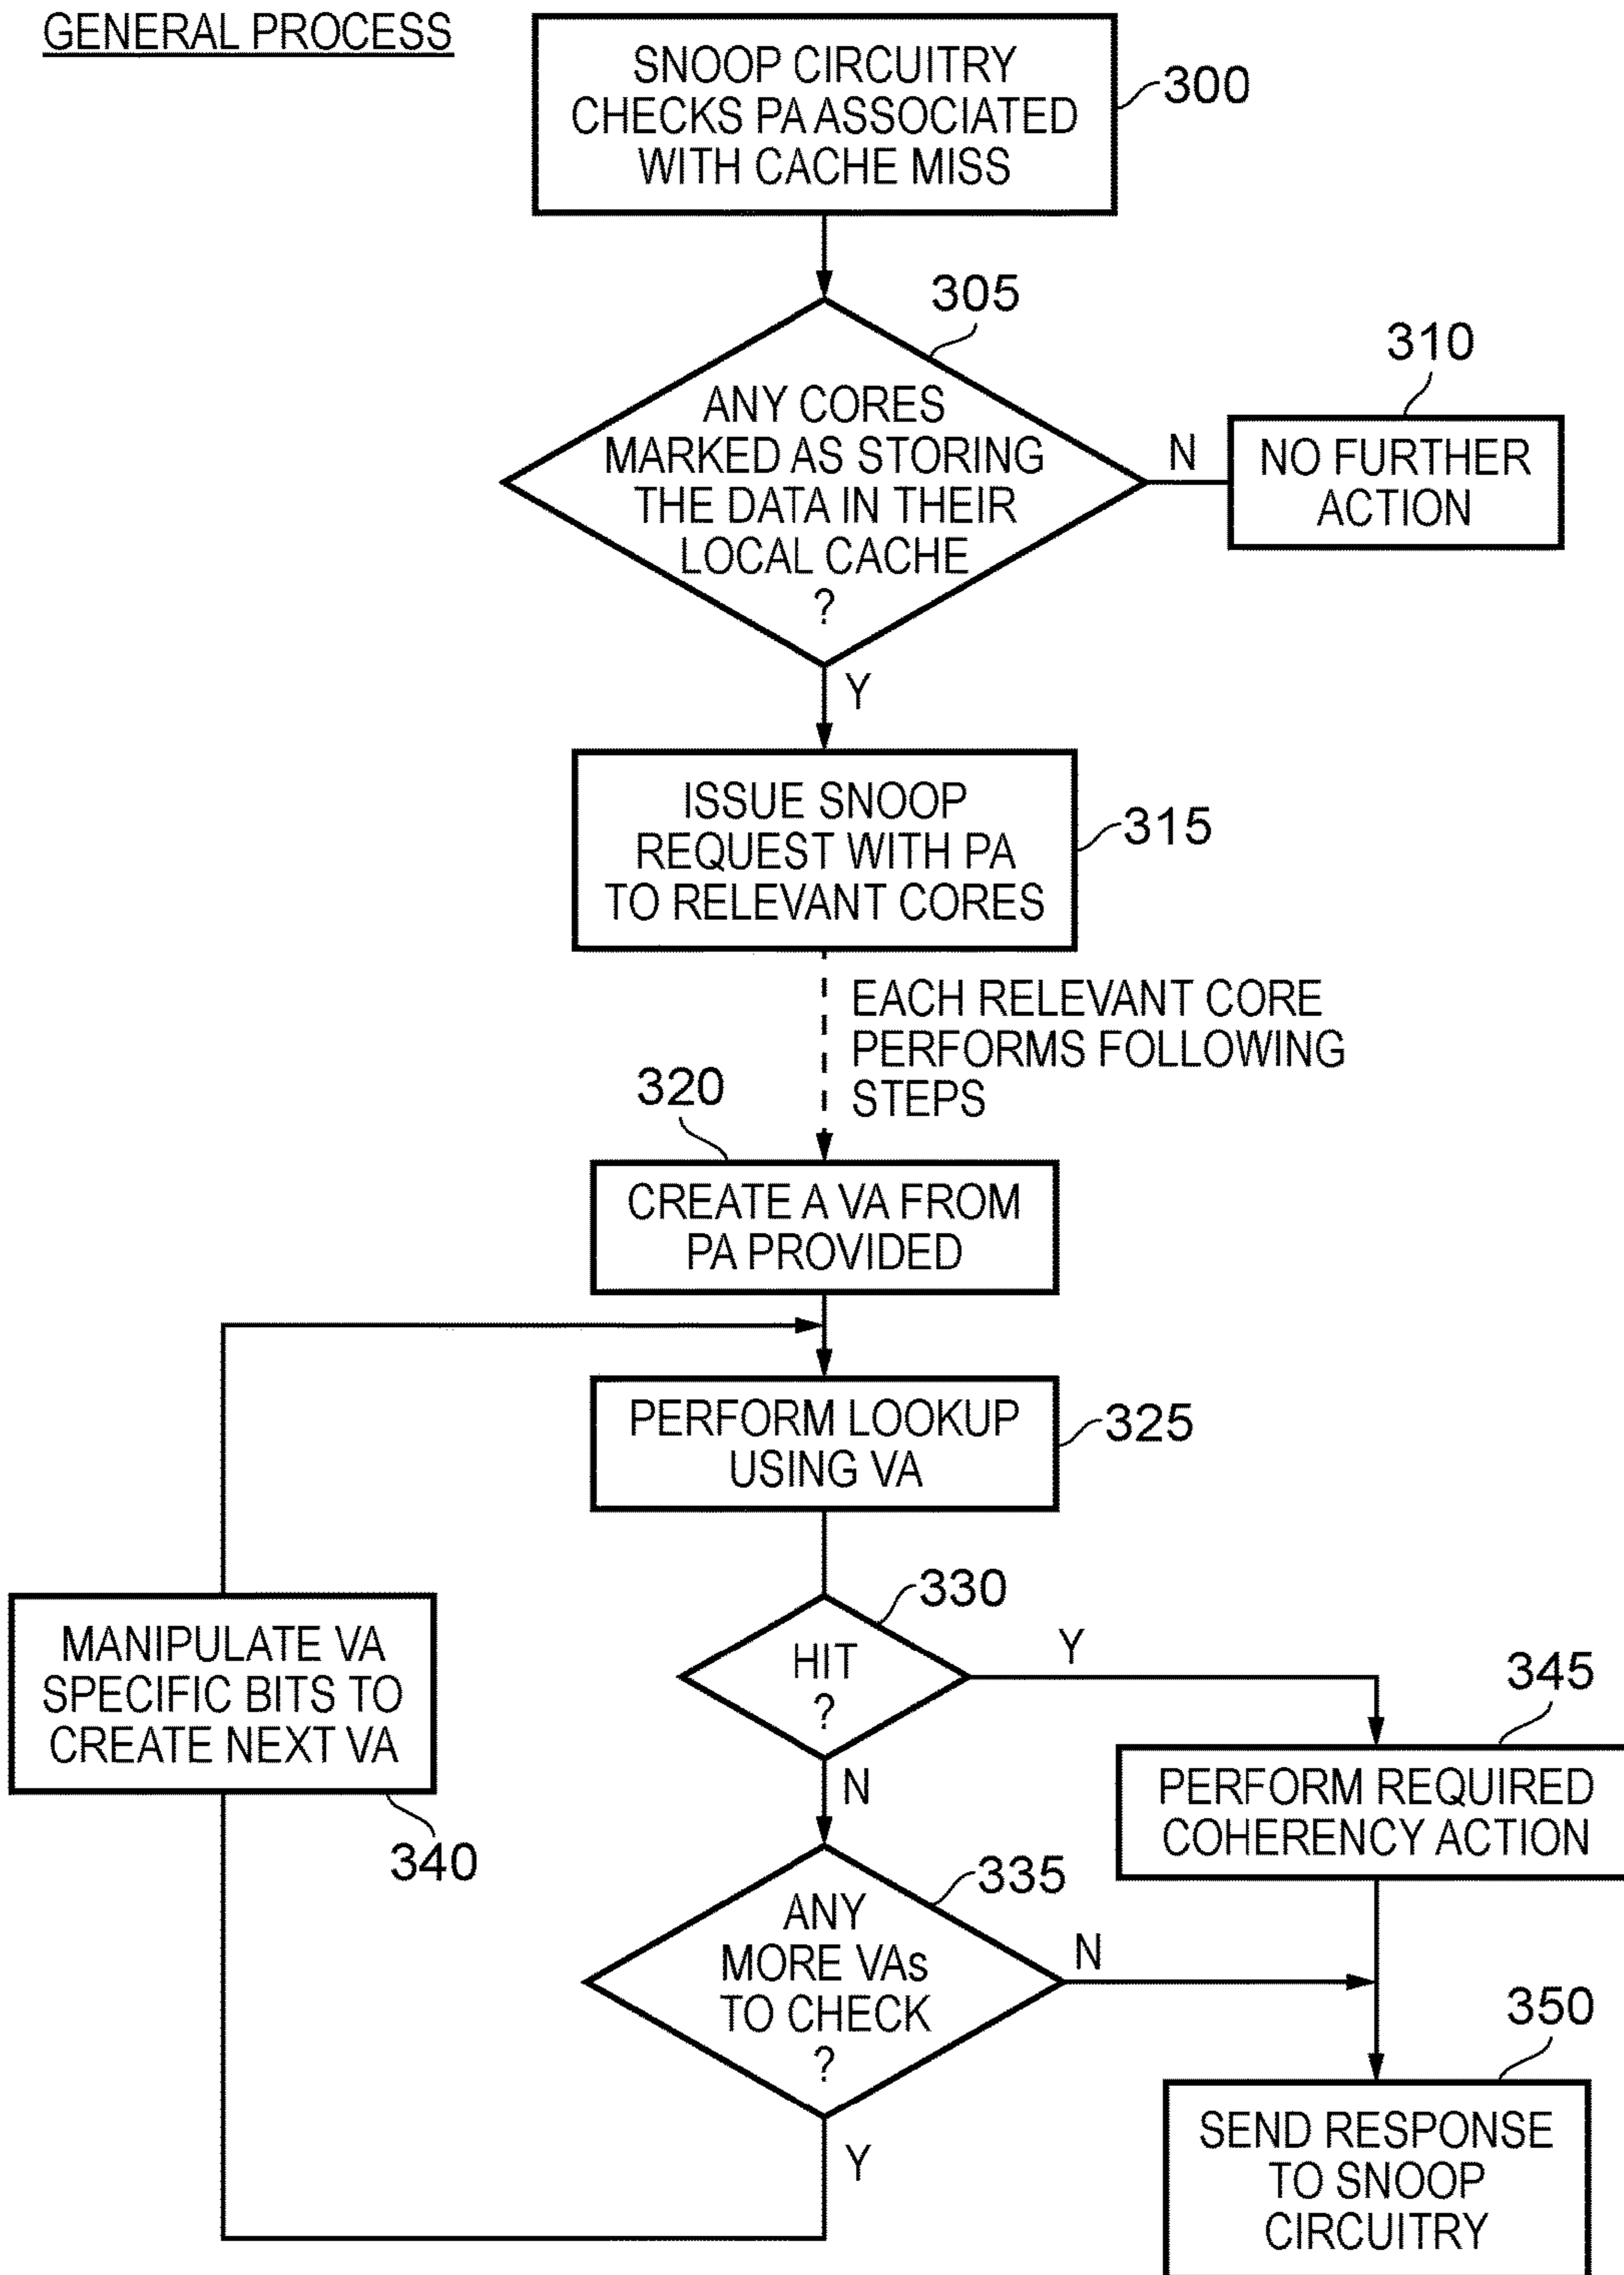 GENERAL PROCESS
SNOOP CIRCUITRY
CHECKS PA ASSOCIATED
WITH CACHE MISS
300
305
ANY CORES
MARKED AS STORING
THE DATA IN THEIR
LOCAL CACHE
?
N
310
NO FURTHER
ACTION
Y
ISSUE SNOOP
REQUEST WITH PA
TO RELEVANT CORES
315
EACH RELEVANT CORE
PERFORMS FOLLOWING
STEPS
320
CREATE A VA FROM
PA PROVIDED
PERFORM LOOKUP
USING VA
325
330
HIT
?
Y
N
MANIPULATE VA
SPECIFIC BITS TO
CREATE NEXT VA
340
345
PERFORM REQUIRED
COHERENCY ACTION
335
ANY
MORE VAs
TO CHECK
?
N
Y
350
SEND RESPONSE
TO SNOOP
CIRCUITRY